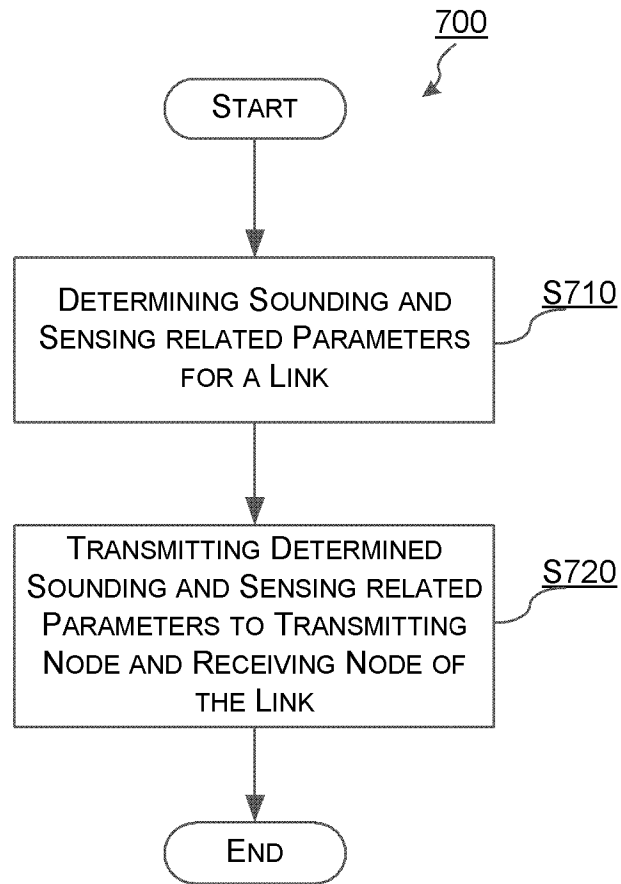 700
START
DETERMINING SOUNDING AND
SENSING RELATED PARAMETERS
FOR A LINK
S710
TRANSMITTING DETERMINED
SOUNDING AND SENSING RELATED
PARAMETERS TO TRANSMITTING
NODE AND RECEIVING NODE OF
THE LINK
S720
END